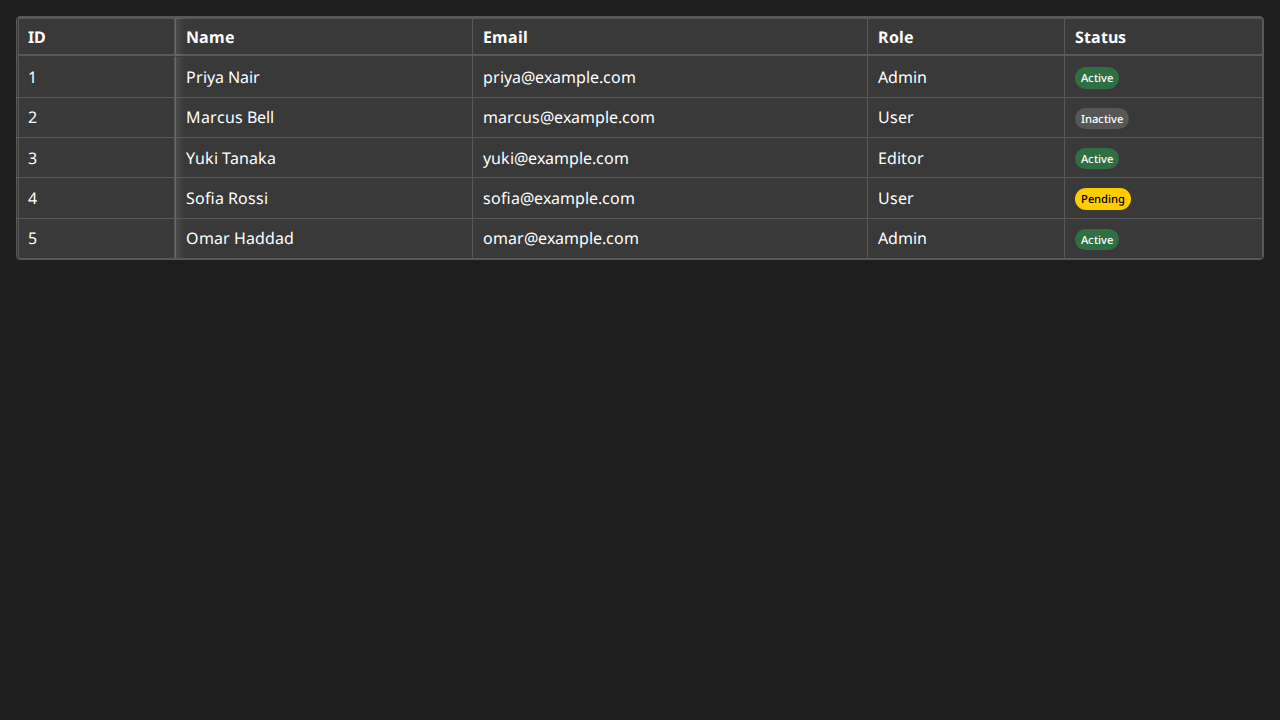 ID Name Email Role Status
1 Priya Nair priya@example.com Admin Active
2 Marcus Bell marcus@example.com User Inactive
3 Yuki Tanaka yuki@example.com Editor Active
4 Sofia Rossi sofia@example.com User Pending
5 Omar Haddad omar@example.com Admin Active